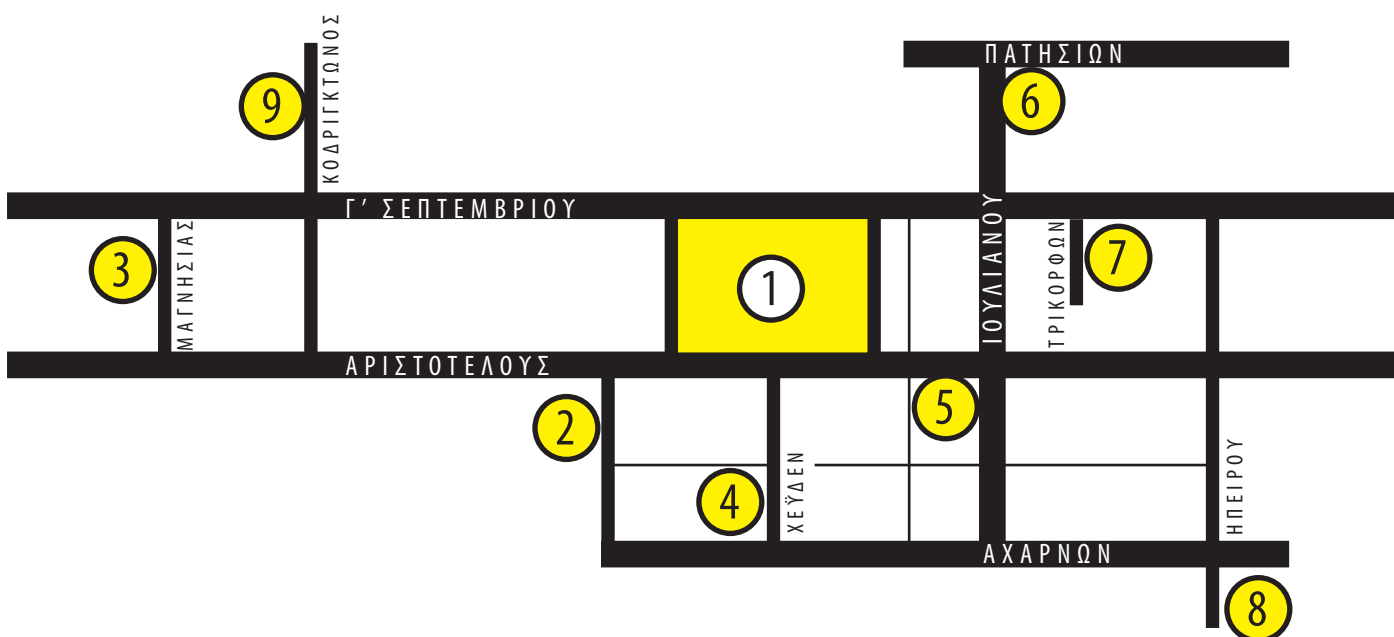 ΚΟΔΡΙΓΚΤΩΝΟΣ
ΠΑΤΗΣΙΩΝ
9
6
Γ’ ΣΕΠΤΕΜΒΡΙΟΥ
ΙΟΥΛΙΑΝΟΥ
3
ΜΑΓΝΗΣΙΑΣ
1
ΤΡΙΚΟΡΦΩΝ
7
ΑΡΙΣΤΟΤΕΛΟΥΣ
2
5
4
ΧΕΫΔΕΝ
ΗΠΕΙΡΟΥ
ΑΧΑΡΝΩΝ
8